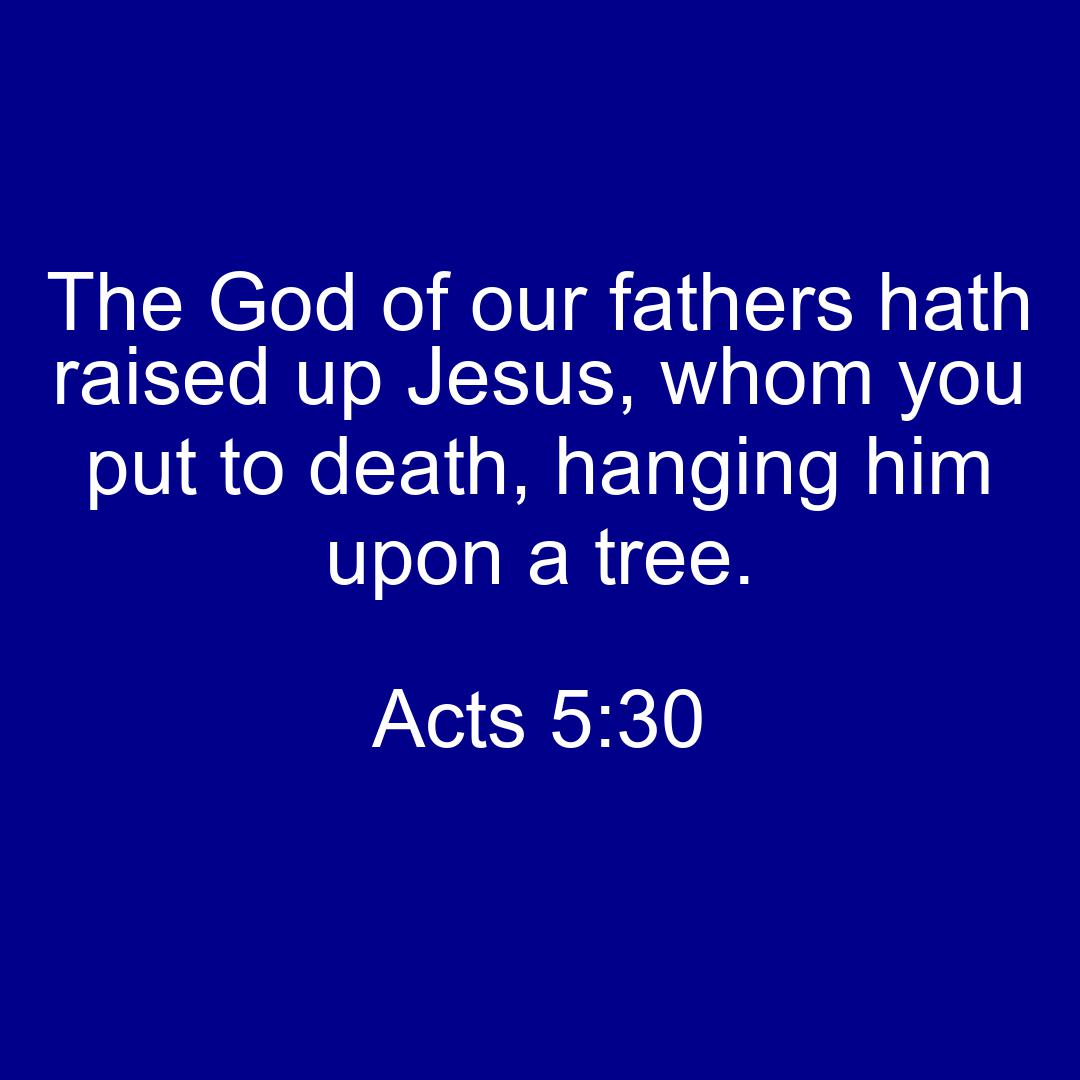 The God of our fathers hath
raised up Jesus, whom you
put to death, hanging him
upon a tree.
Acts 5:30